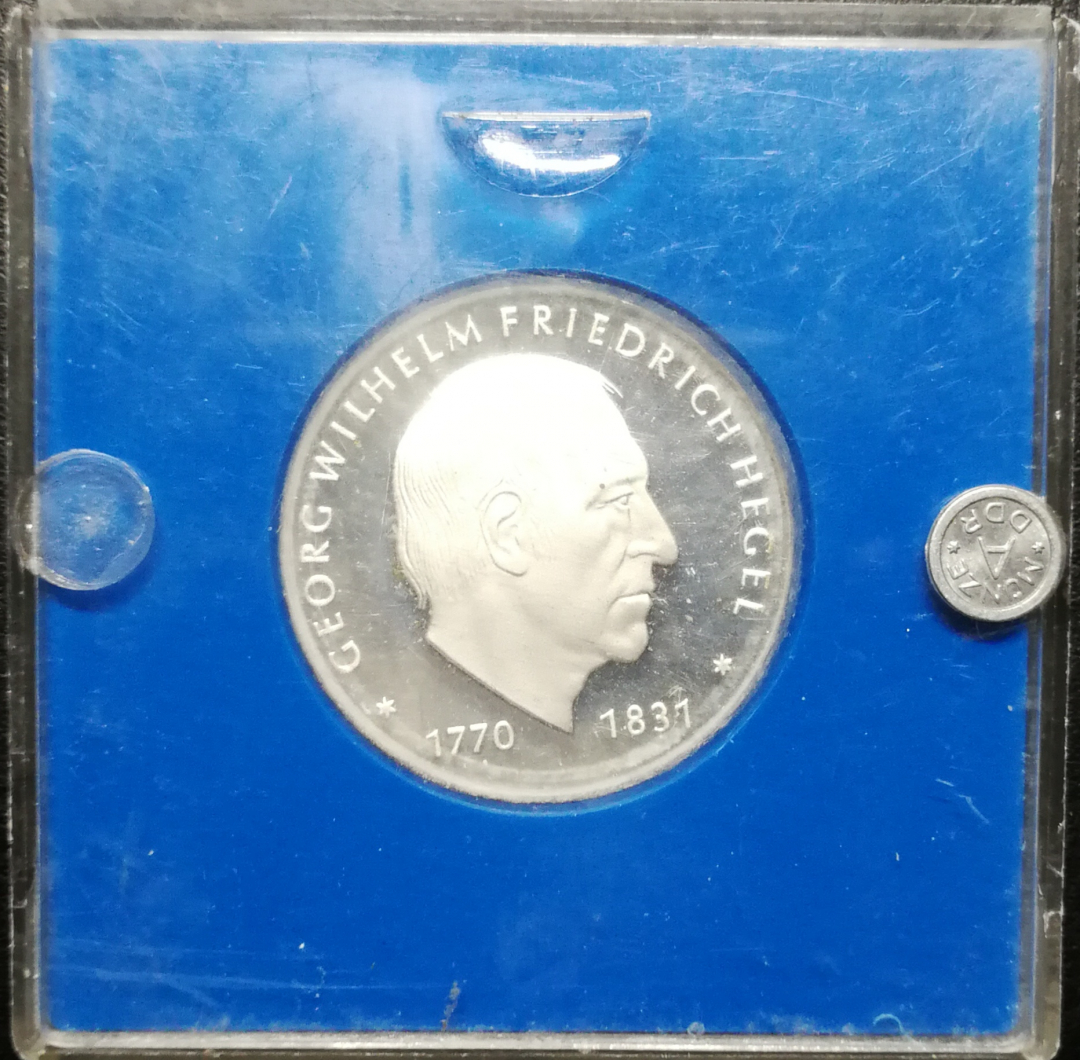 GEORG WILHELM FRIEDRICH HEGEL
* 1770 1831 *
MÜNZE
* A *
DDR